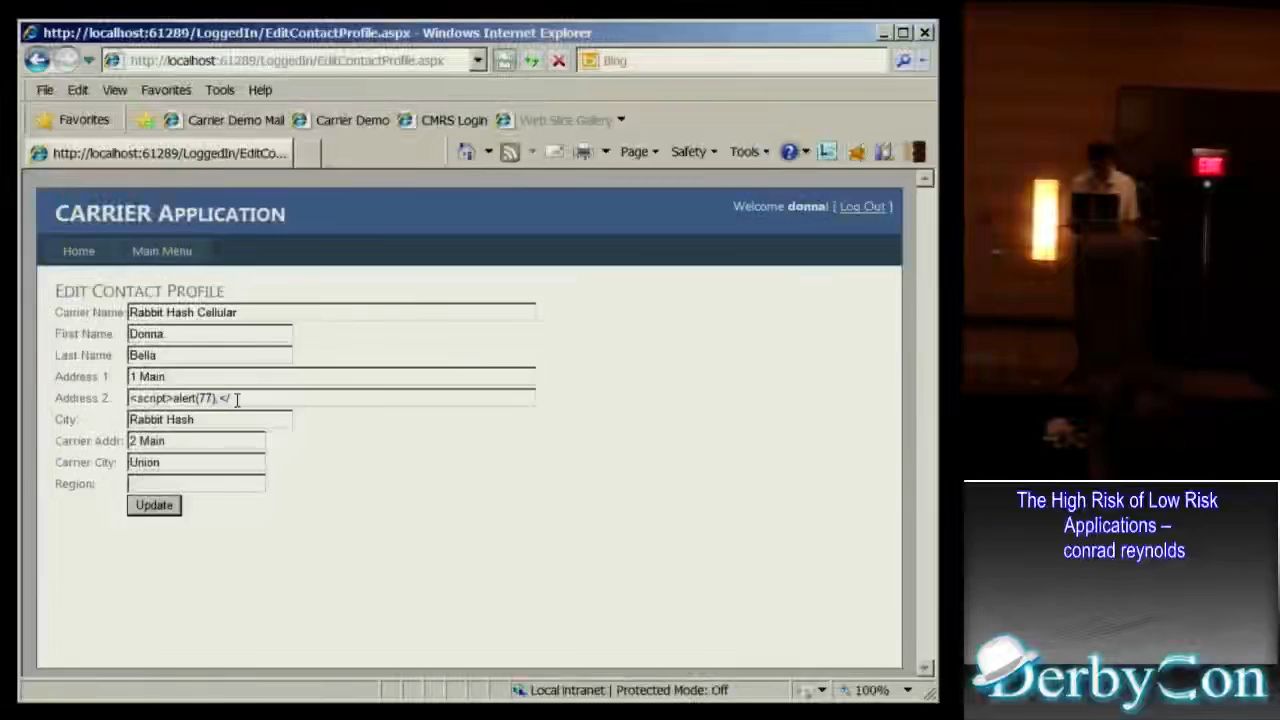 http://localhost:61289/LoggedIn/EditContactProfile.aspx - Windows Internet Explorer
http://localhost:61289/LoggedIn/EditContactProfile.aspx
Blog
File Edit View Favorites Tools Help
Favorites Carrier Demo Mail Carrier Demo CMRS Login Web Slice Gallery
http://localhost:61289/LoggedIn/EditCo...
Page Safety Tools
CARRIER APPLICATION
Welcome donna! [ Log Out ]
Home Main Menu
EDIT CONTACT PROFILE
Carrier Name: Rabbit Hash Cellular
First Name Donna
Last Name Bella
Address 1 1 Main
Address 2. <script>alert(77),</
City: Rabbit Hash
Carrier Addr: 2 Main
Carrier City: Union
Region:
Update
Local intranet | Protected Mode: Off
100%
EXIT
The High Risk of Low Risk
Applications –
conrad reynolds
DerbyCon